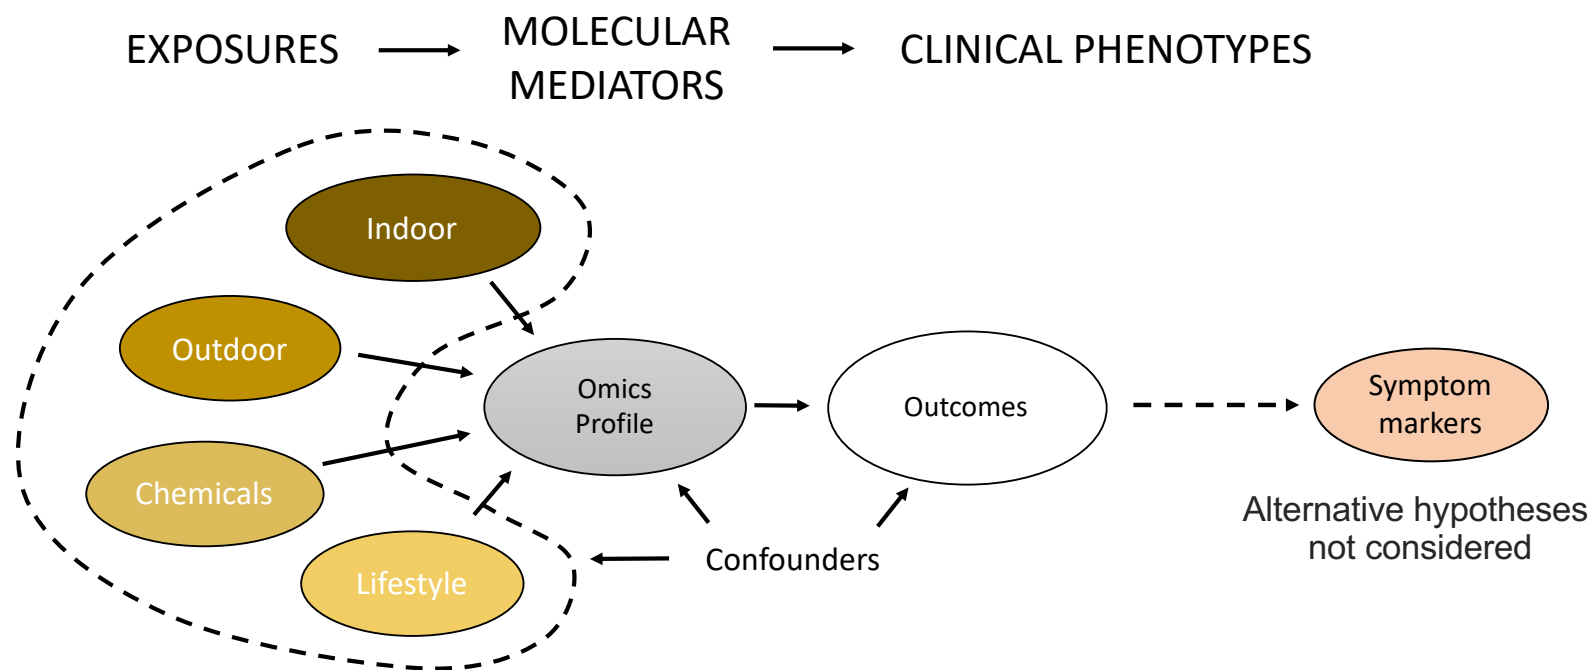 EXPOSURES
MOLECULAR
MEDIATORS
CLINICAL PHENOTYPES
Indoor
Outdoor
Chemicals
Lifestyle
Omics
Profile
Outcomes
Symptom
markers
Confounders
Alternative hypotheses
not considered